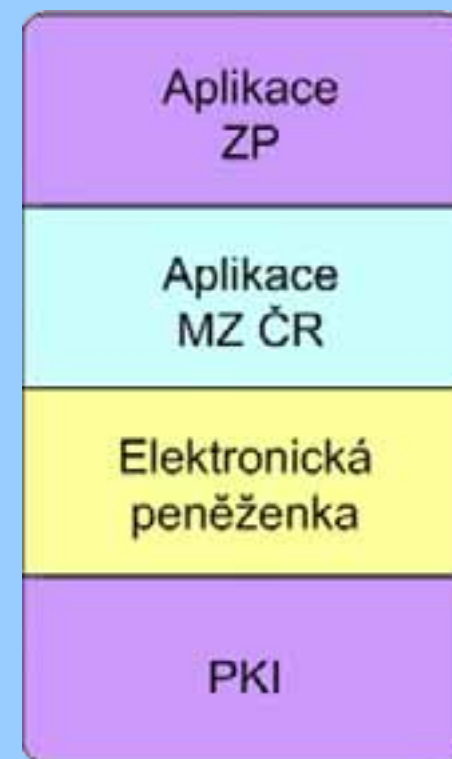 Aplikace
ZP
Aplikace
MZ ČR
Elektronická
peněženka
PKI